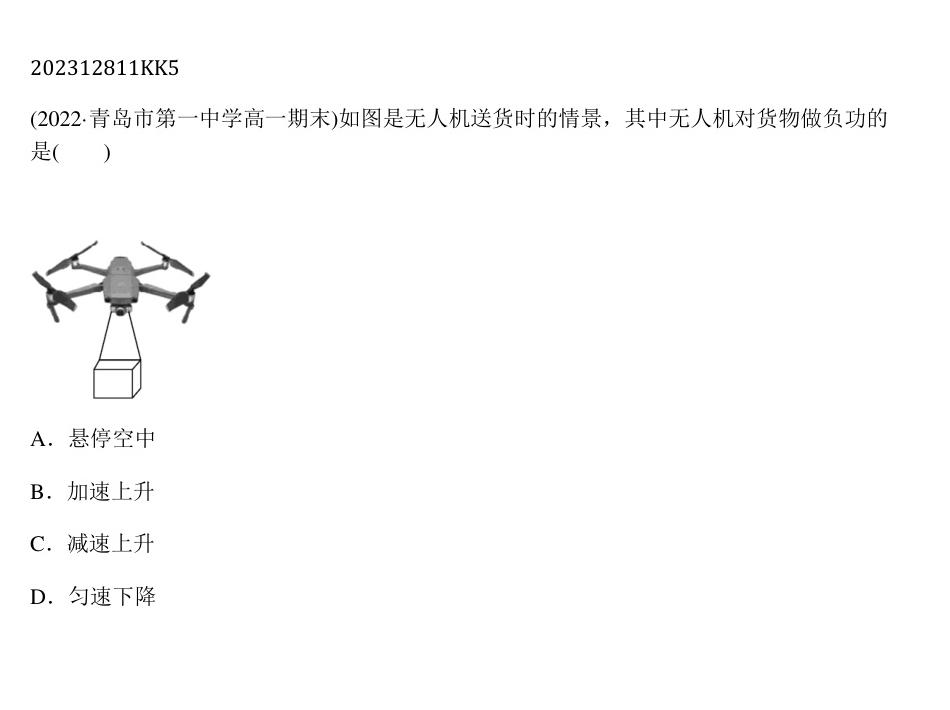 202312811KK5
(2022·青岛市第一中学高一期末)如图是无人机送货时的情景，其中无人机对货物做负功的
是(　　)
A．悬停空中
B．加速上升
C．减速上升
D．匀速下降